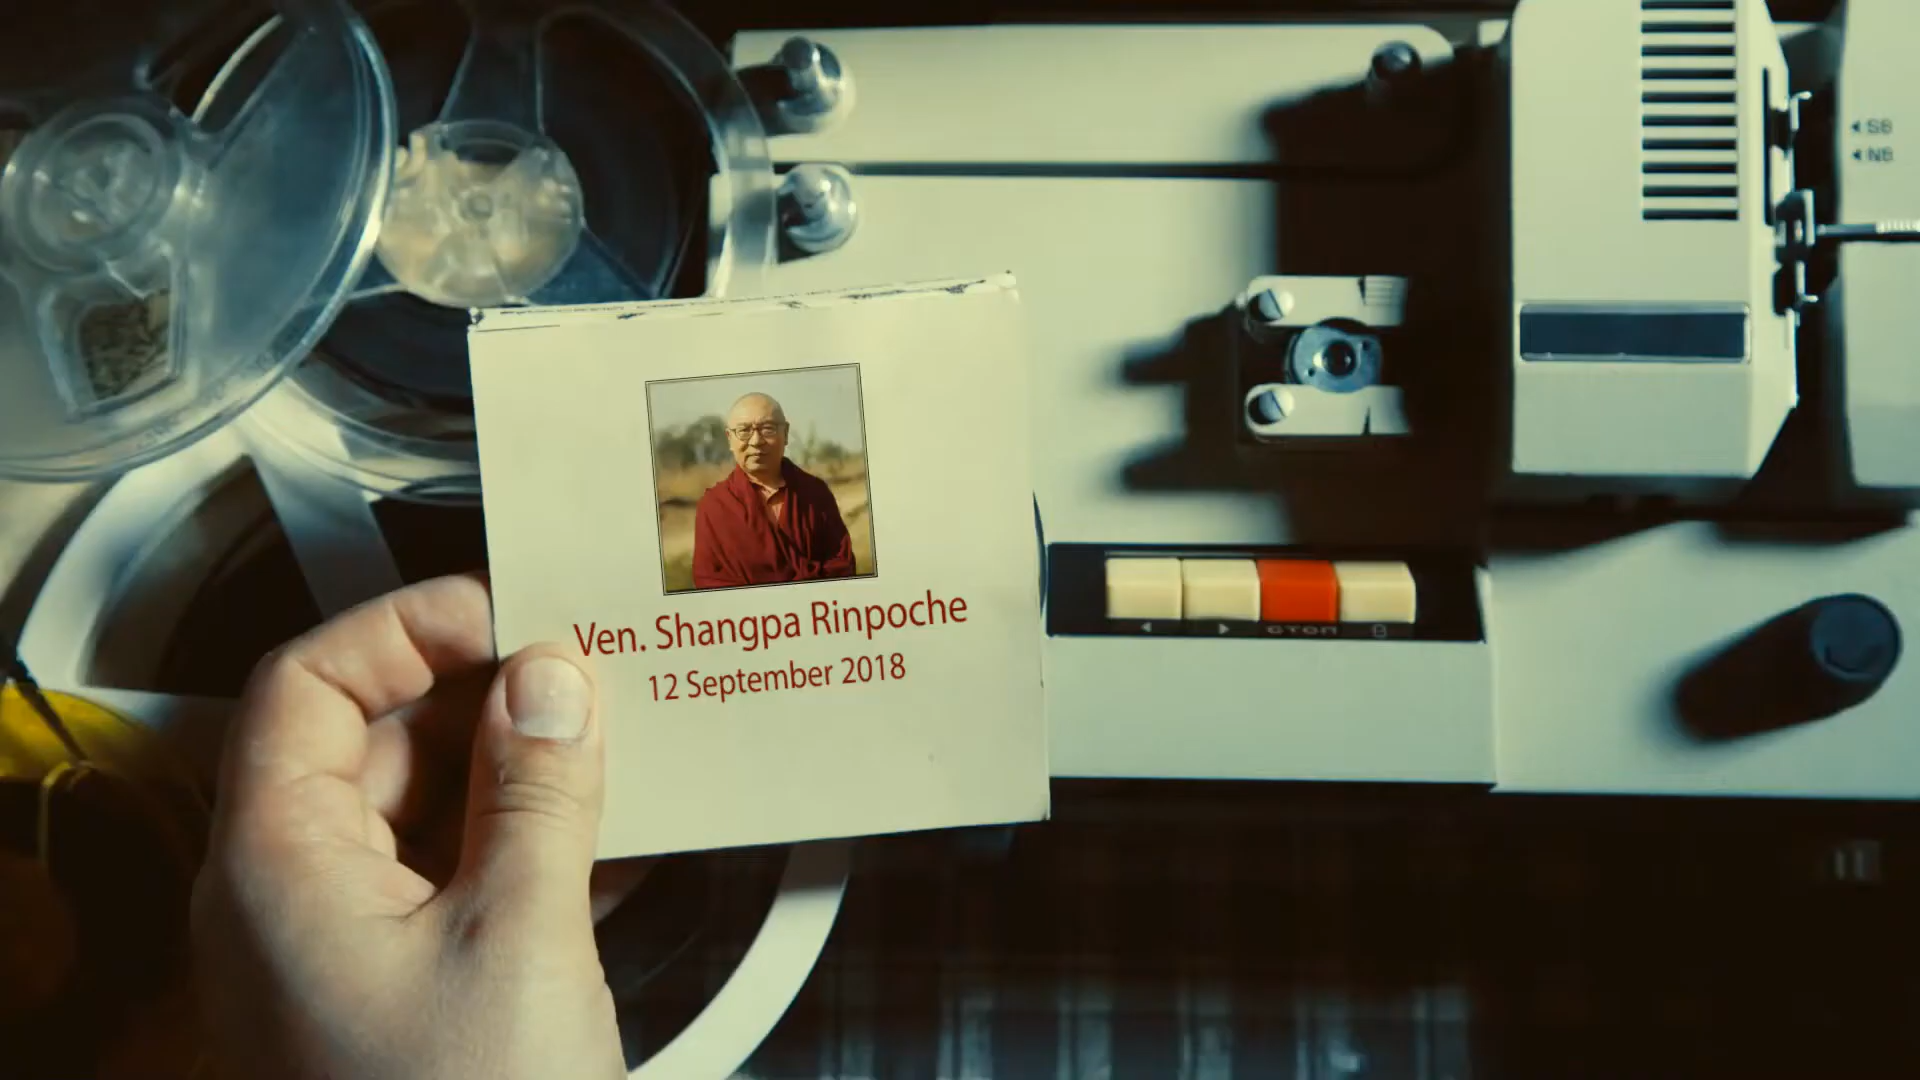 ◄ S8
◄ N8
Ven. Shangpa Rinpoche
12 September 2018
стоп